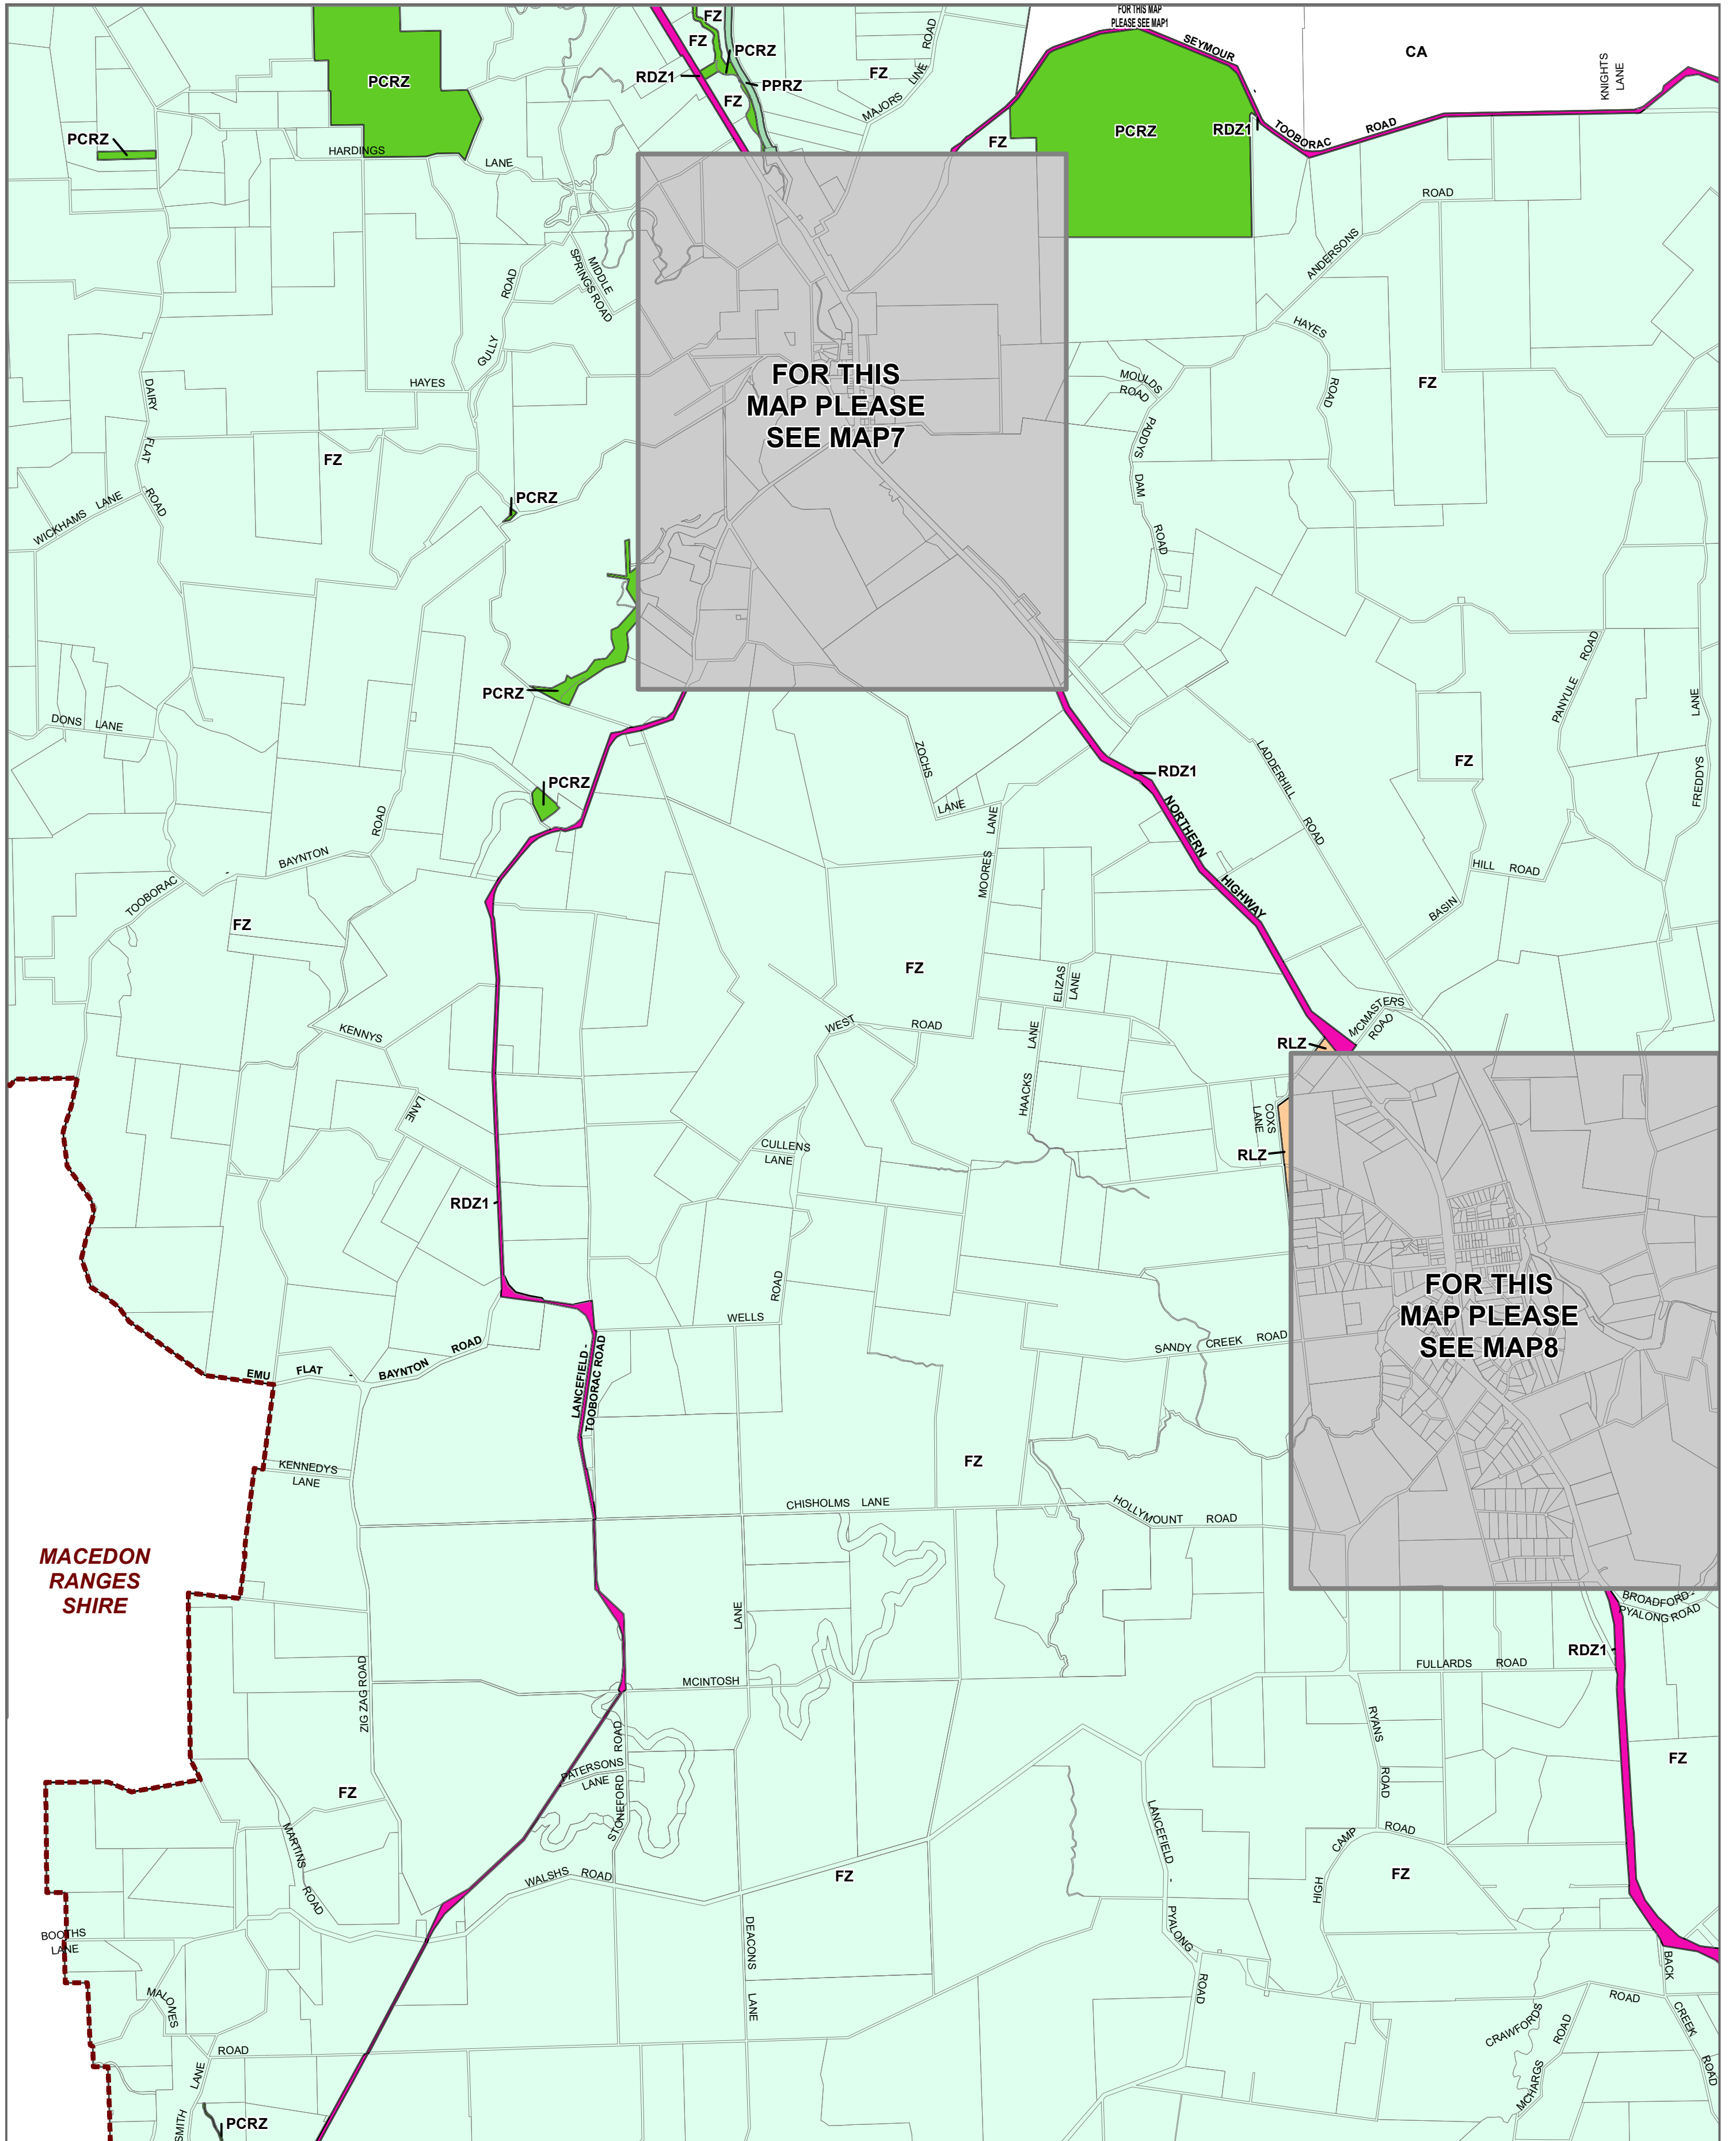 FOR THIS MAP
PLEASE SEE MAP1
FZ
FZ
PCRZ
RDZ1
PPRZ
FZ
FZ
MAJORS
LINE
ROAD
SEYMOUR
CA
KNIGHTS
LANE
PCRZ
PCRZ
HARDINGS
LANE
FZ
PCRZ
RDZ1
TOOBORAC
ROAD
ROAD
ANDERSONS
MIDDLE
SPRINGS ROAD
ROAD
GULLY
HAYES
DAIRY
FLAT
ROAD
FZ
WICKHAMS LANE
PCRZ
FOR THIS
MAP PLEASE
SEE MAP7
HAYES
ROAD
MOULDS
ROAD
PADDYS
DAM
ROAD
FZ
PCRZ
DONS LANE
PCRZ
ZOCHS
LANE
RDZ1
NORTHERN
HIGHWAY
LADDERHILL
ROAD
FZ
PANYULE
ROAD
FREDDYS
LANE
HILL ROAD
BASIN
TOOBORAC
BAYNTON
ROAD
FZ
MOORES
LANE
FZ
ELIZAS
LANE
WEST
ROAD
KENNYS
LANE
HAACKS
LANE
MCMASTERS
ROAD
RLZ
COXS
LANE
RLZ
CULLENS
LANE
RDZ1
WELLS
ROAD
SANDY CREEK ROAD
FOR THIS
MAP PLEASE
SEE MAP8
EMU
FLAT
-
BAYNTON
ROAD
LANCEFIELD -
TOOBORAC ROAD
KENNEDYS
LANE
FZ
CHISHOLMS LANE
HOLLYMOUNT
ROAD
MACEDON
RANGES
SHIRE
BROADFORD-
PYALONG ROAD
RDZ1
FULLARDS
ROAD
LANE
MCINTOSH
ZIG ZAG ROAD
RYANS
ROAD
FZ
ROAD
STONEFORD
PATERSONS
LANE
FZ
MARTINS
ROAD
WALSHS ROAD
FZ
LANCEFIELD
-
PYALONG
ROAD
HIGH
CAMP
ROAD
FZ
BOOTHS
LANE
DEACONS
LANE
BACK
CREEK
ROAD
MALONES
ROAD
CRAWFORDS
ROAD
MCHARGS
ROAD
SMITH
LANE
PCRZ